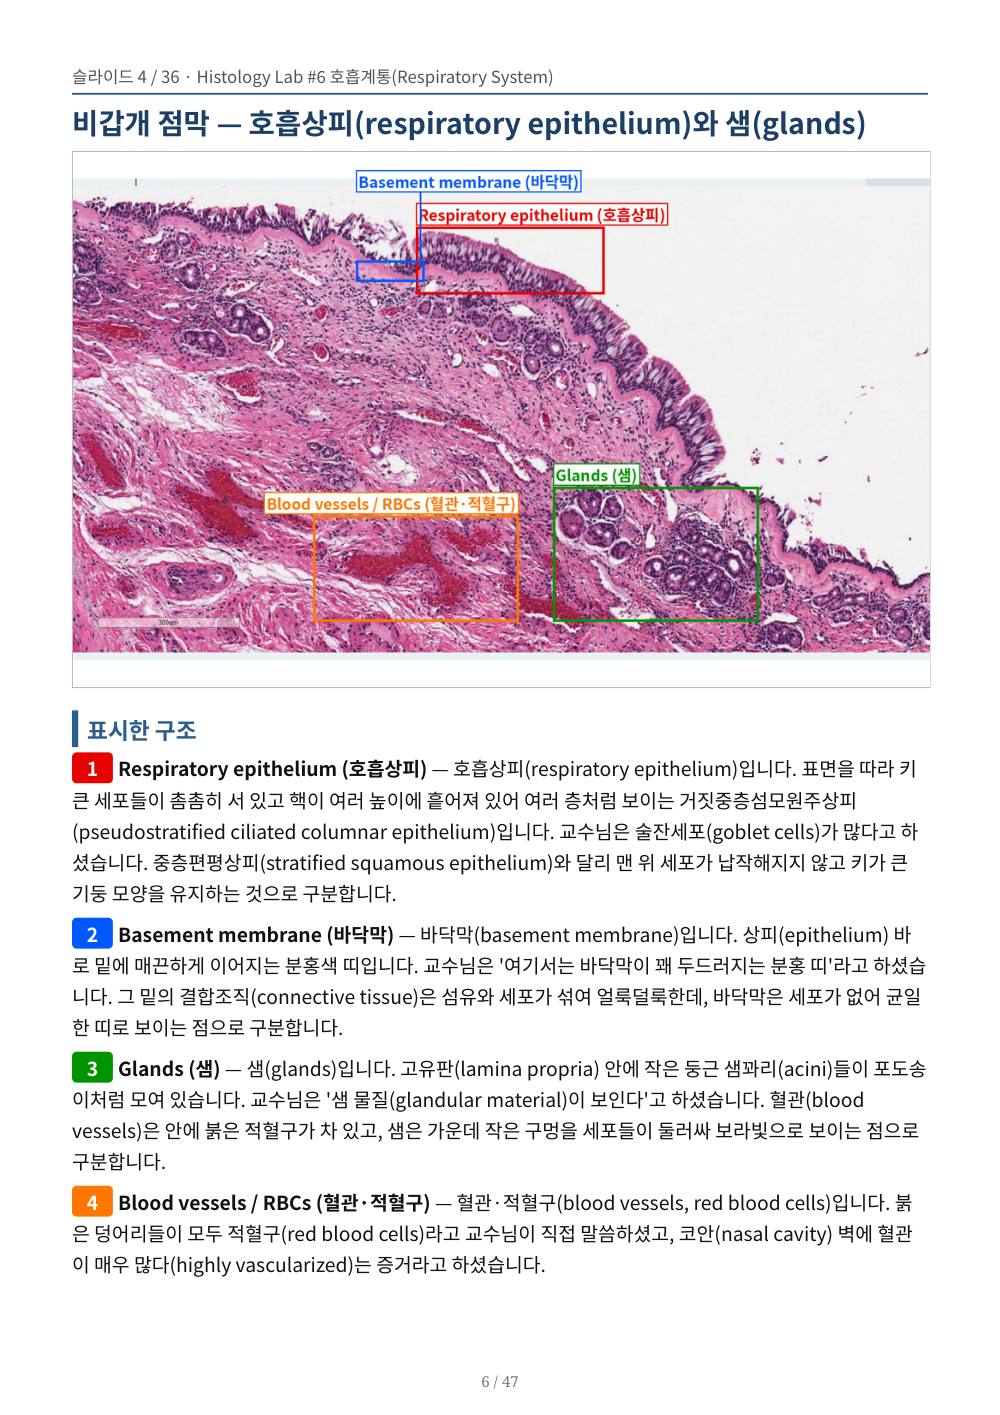 슬라이드 4 / 36 · Histology Lab #6 호흡계통(Respiratory System)
비갑개 점막 — 호흡상피(respiratory epithelium)와 샘(glands)
Basement membrane (바닥막)
Respiratory epithelium (호흡상피)
Glands (샘)
Blood vessels / RBCs (혈관·적혈구)
300um
표시한 구조
1 Respiratory epithelium (호흡상피) — 호흡상피(respiratory epithelium)입니다. 표면을 따라 키
큰 세포들이 촘촘히 서 있고 핵이 여러 높이에 흩어져 있어 여러 층처럼 보이는 거짓중층섬모원주상피
(pseudostratified ciliated columnar epithelium)입니다. 교수님은 술잔세포(goblet cells)가 많다고 하
셨습니다. 중층편평상피(stratified squamous epithelium)와 달리 맨 위 세포가 납작해지지 않고 키가 큰
기둥 모양을 유지하는 것으로 구분합니다.
2 Basement membrane (바닥막) — 바닥막(basement membrane)입니다. 상피(epithelium) 바
로 밑에 매끈하게 이어지는 분홍색 띠입니다. 교수님은 '여기서는 바닥막이 꽤 두드러지는 분홍 띠'라고 하셨습
니다. 그 밑의 결합조직(connective tissue)은 섬유와 세포가 섞여 얼룩덜룩한데, 바닥막은 세포가 없어 균일
한 띠로 보이는 점으로 구분합니다.
3 Glands (샘) — 샘(glands)입니다. 고유판(lamina propria) 안에 작은 둥근 샘꽈리(acini)들이 포도송
이처럼 모여 있습니다. 교수님은 '샘 물질(glandular material)이 보인다'고 하셨습니다. 혈관(blood
vessels)은 안에 붉은 적혈구가 차 있고, 샘은 가운데 작은 구멍을 세포들이 둘러싸 보라빛으로 보이는 점으로
구분합니다.
4 Blood vessels / RBCs (혈관·적혈구) — 혈관·적혈구(blood vessels, red blood cells)입니다. 붉
은 덩어리들이 모두 적혈구(red blood cells)라고 교수님이 직접 말씀하셨고, 코안(nasal cavity) 벽에 혈관
이 매우 많다(highly vascularized)는 증거라고 하셨습니다.
6 / 47